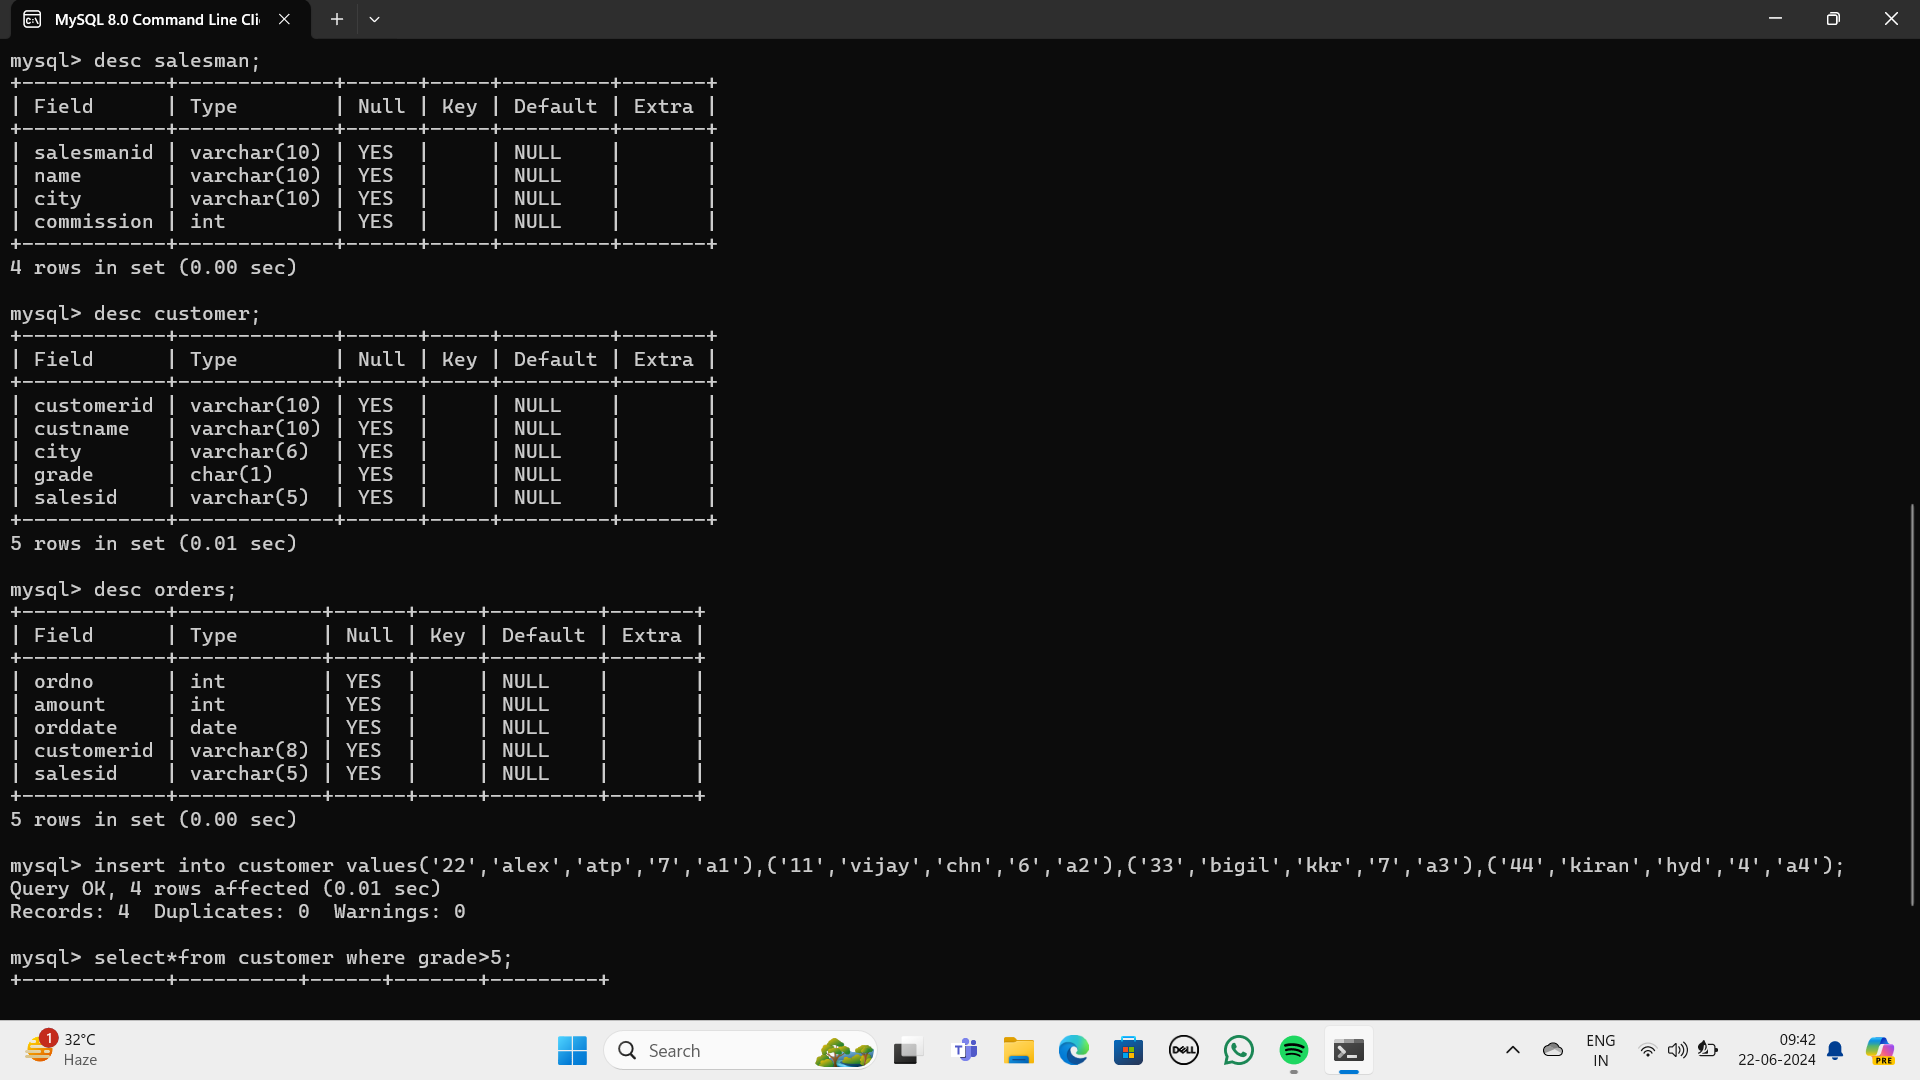 MySQL 8.0 Command Line Cli
mysql> desc salesman;
+------------+-------------+------+-----+---------+-------+
| Field      | Type        | Null | Key | Default | Extra |
+------------+-------------+------+-----+---------+-------+
| salesmanid | varchar(10) | YES  |     | NULL    |       |
| name       | varchar(10) | YES  |     | NULL    |       |
| city       | varchar(10) | YES  |     | NULL    |       |
| commission | int         | YES  |     | NULL    |       |
+------------+-------------+------+-----+---------+-------+
4 rows in set (0.00 sec)
mysql> desc customer;
+------------+-------------+------+-----+---------+-------+
| Field      | Type        | Null | Key | Default | Extra |
+------------+-------------+------+-----+---------+-------+
| customerid | varchar(10) | YES  |     | NULL    |       |
| custname   | varchar(10) | YES  |     | NULL    |       |
| city       | varchar(6)  | YES  |     | NULL    |       |
| grade      | char(1)     | YES  |     | NULL    |       |
| salesid    | varchar(5)  | YES  |     | NULL    |       |
+------------+-------------+------+-----+---------+-------+
5 rows in set (0.01 sec)
mysql> desc orders;
+------------+------------+------+-----+---------+-------+
| Field      | Type       | Null | Key | Default | Extra |
+------------+------------+------+-----+---------+-------+
| ordno      | int        | YES  |     | NULL    |       |
| amount     | int        | YES  |     | NULL    |       |
| orddate    | date       | YES  |     | NULL    |       |
| customerid | varchar(8) | YES  |     | NULL    |       |
| salesid    | varchar(5) | YES  |     | NULL    |       |
+------------+------------+------+-----+---------+-------+
5 rows in set (0.00 sec)
mysql> insert into customer values('22','alex','atp','7','a1'),('11','vijay','chn','6','a2'),('33','bigil','kkr','7','a3'),('44','kiran','hyd','4','a4');
Query OK, 4 rows affected (0.01 sec)
Records: 4  Duplicates: 0  Warnings: 0
mysql> select*from customer where grade>5;
+------------+----------+------+-------+---------+
1
32°C
Haze
Search
DELL
ENG
IN
09:42
22-06-2024
PRE